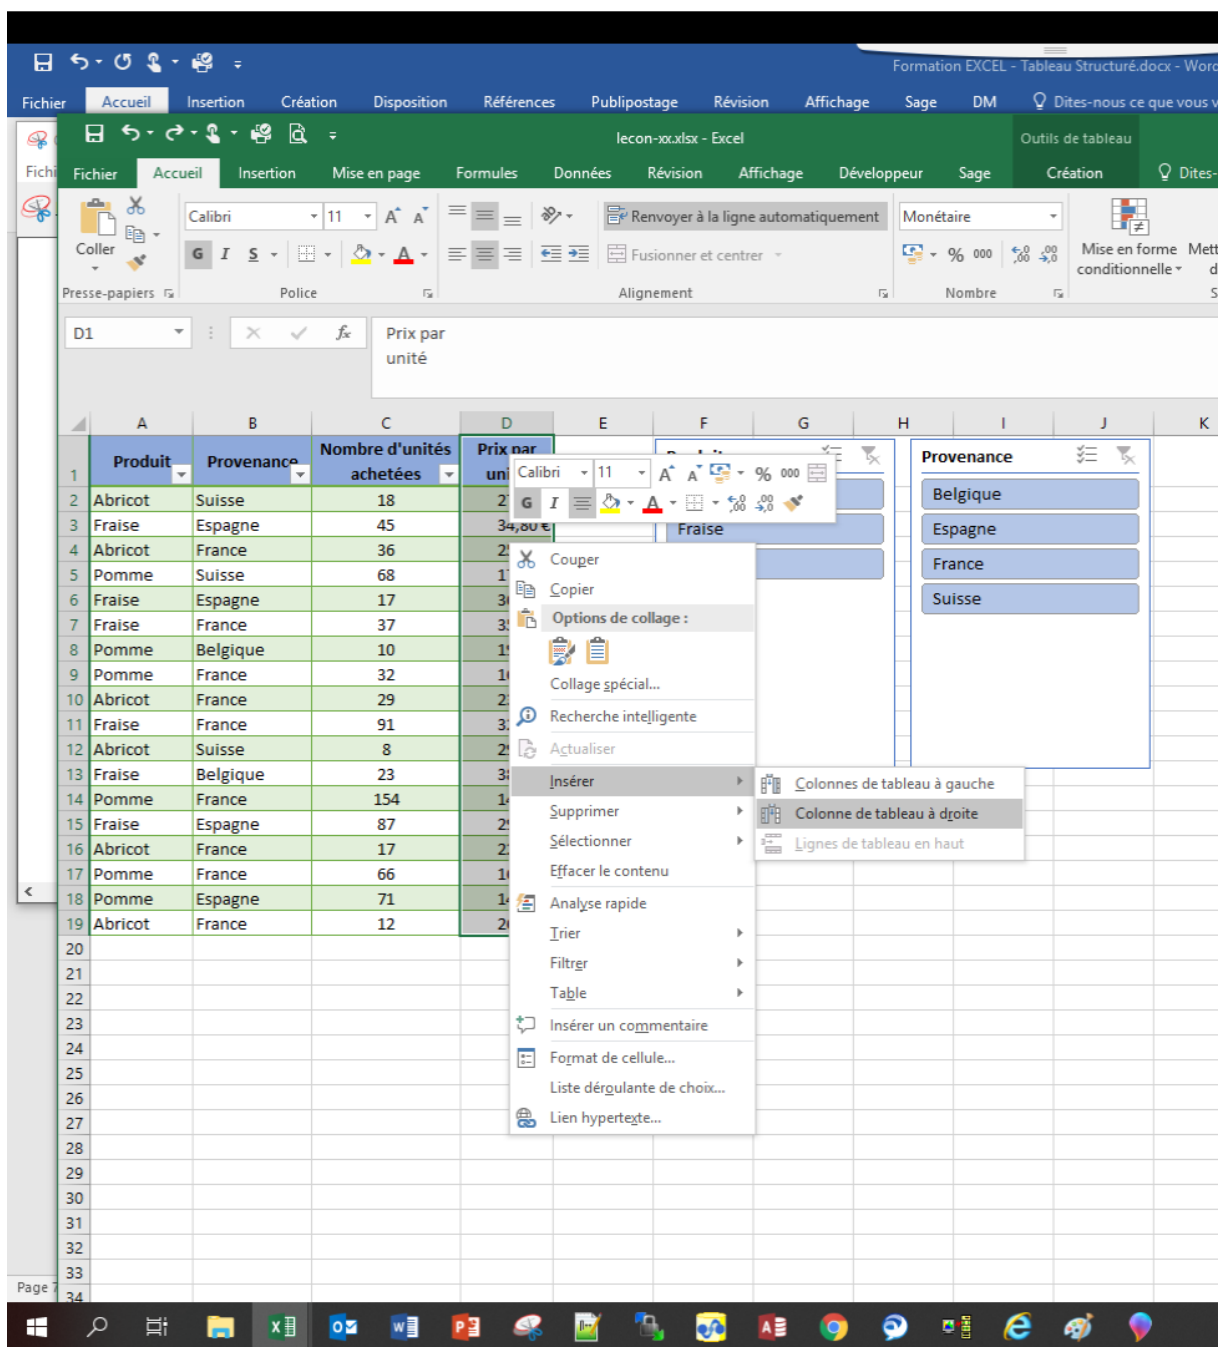 Formation EXCEL - Tableau Structuré.docx - Word
Fichier Accueil Insertion Création Disposition Références Publipostage Révision Affichage Sage DM Dites-nous ce que vous v
lecon-xx.xlsx - Excel Outils de tableau
Fichi Fichier Accueil Insertion Mise en page Formules Données Révision Affichage Développeur Sage Création Dites-
Calibri 11 A A Renvoyer à la ligne automatiquement Monétaire
Coller G I S A Fusionner et centrer % 000 Mise en forme Mett
conditionnelle d
Presse-papiers Police Alignement Nombre S
D1 fx Prix par
unité
A B C D E F G H I J K
1 Produit Provenance Nombre d'unités achetées Prix par
Provenance
Calibri 11 A A % 000
G I A
2 Abricot Suisse 18
Belgique
3 Fraise Espagne 45 34,80 €
Fraise Espagne
4 Abricot France 36
France
5 Pomme Suisse 68
6 Fraise Espagne 17
Suisse
7 Fraise France 37
8 Pomme Belgique 10
9 Pomme France 32
10 Abricot France 29
11 Fraise France 91
12 Abricot Suisse 8
13 Fraise Belgique 23
14 Pomme France 154
15 Fraise Espagne 87
16 Abricot France 17
17 Pomme France 66
18 Pomme Espagne 71
19 Abricot France 12
20
21
22
23
24
25
26
27
28
29
30
31
32
33
34
Couper
Copier
Options de collage :
Collage spécial...
Recherche intelligente
Actualiser
Insérer
Supprimer
Sélectionner
Effacer le contenu
Analyse rapide
Trier
Filtrer
Table
Insérer un commentaire
Format de cellule...
Liste déroulante de choix...
Lien hypertexte...
Colonnes de tableau à gauche
Colonne de tableau à droite
Lignes de tableau en haut
Page 7